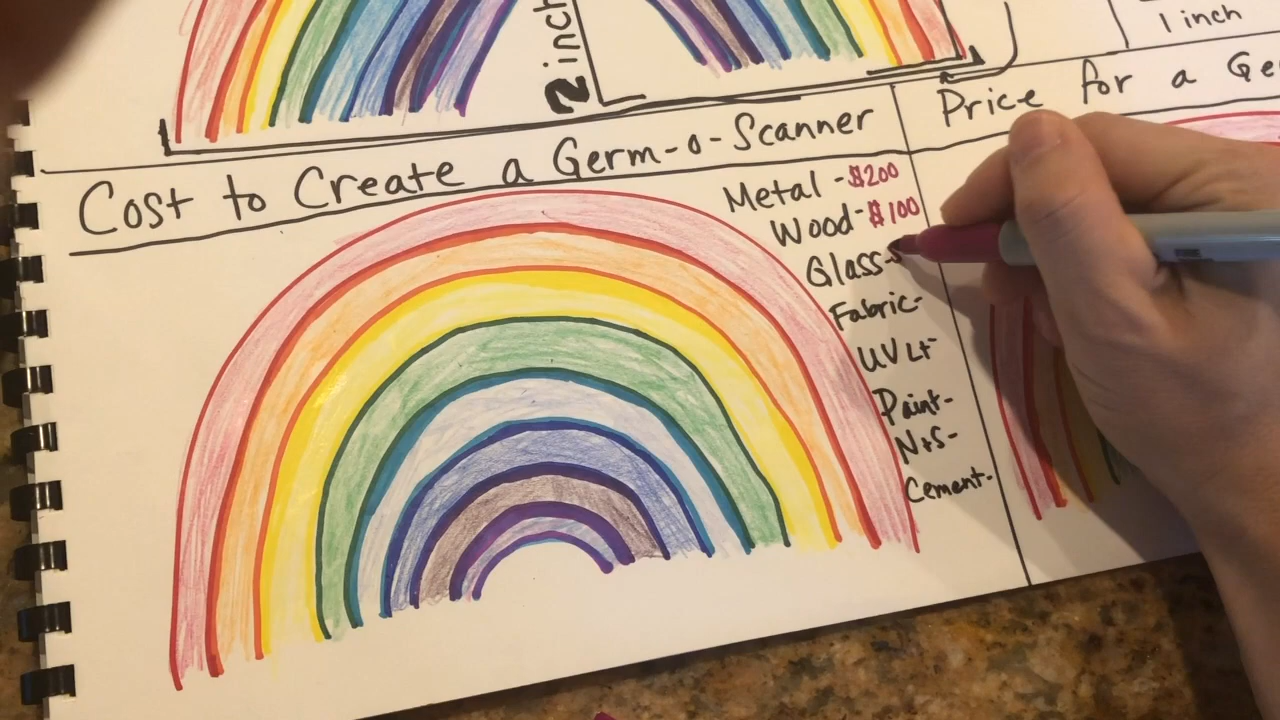 2 inch
1 inch
Cost to Create a Germ-o-Scanner
Price for a Ge
Metal - $200
Wood - $100
Glass -
Fabric -
UV Lt -
Paint -
N+S -
Cement -